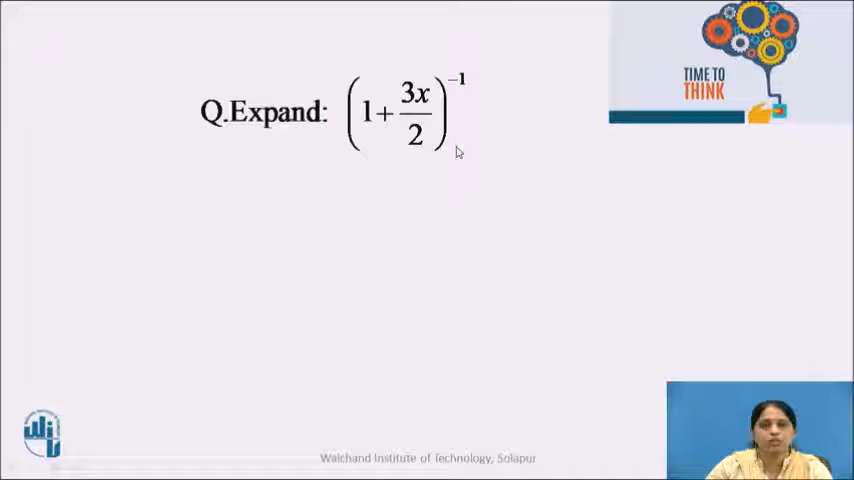 Q.Expand: (1+3x/2)^−1
TIME TO
THINK
Walchand Institute of Technology, Solapur